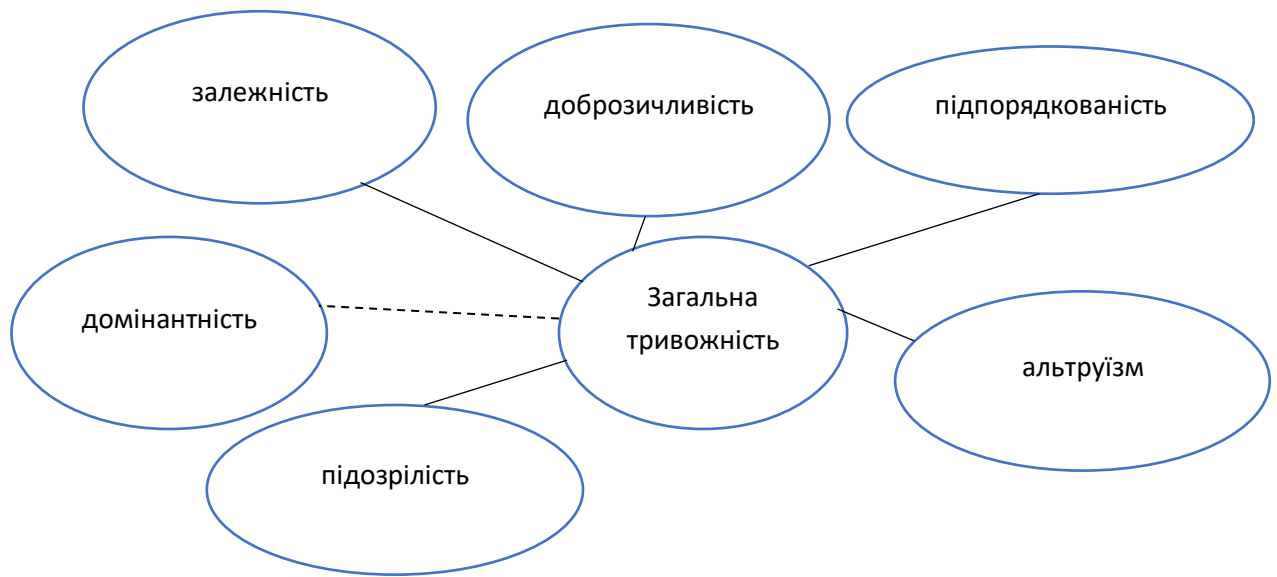 залежність
доброзичливість
підпорядкованість
Загальна
тривожність
домінантність
альтруїзм
підозрілість